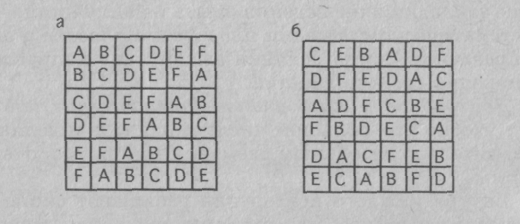 а
A B C D E F
B C D E F A
C D E F A B
D E F A B C
E F A B C D
F A B C D E
б
C E B A D F
D F E D A C
A D F C B E
F B D E C A
D A C F E B
E C A B F D